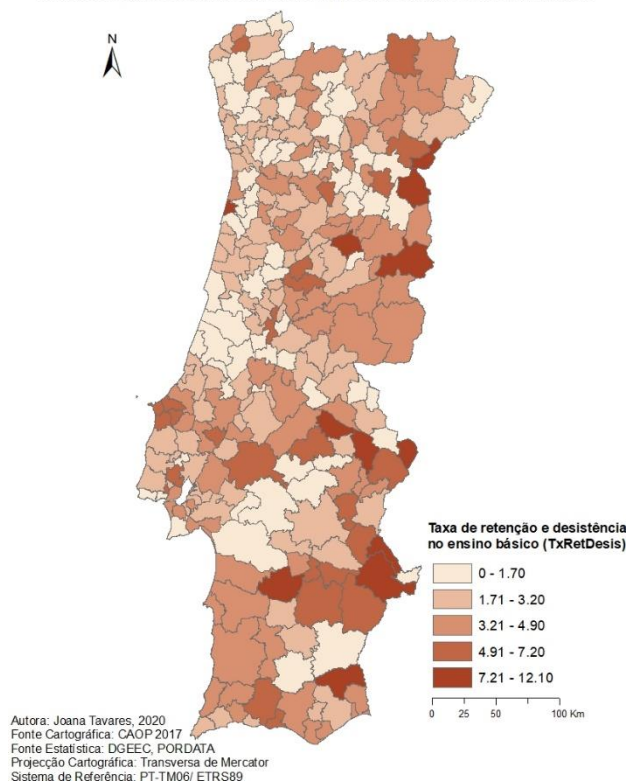 N
Taxa de retenção e desistência
no ensino básico (TxRetDesis)
0 - 1.70
1.71 - 3.20
3.21 - 4.90
4.91 - 7.20
7.21 - 12.10
0 25 50 100 Km
Autora: Joana Tavares, 2020
Fonte Cartográfica: CAOP 2017
Fonte Estatística: DGEEC, PORDATA
Projecção Cartográfica: Transversa de Mercator
Sistema de Referência: PT-TM06/ ETRS89